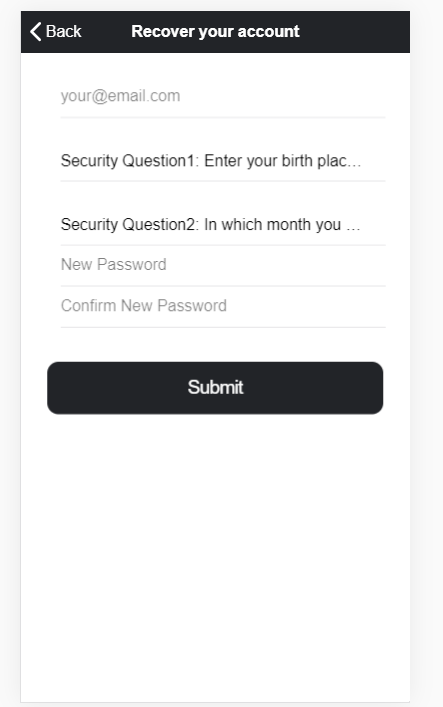 Back
Recover your account
your@email.com
Security Question1: Enter your birth plac...
Security Question2: In which month you ...
New Password
Confirm New Password
Submit